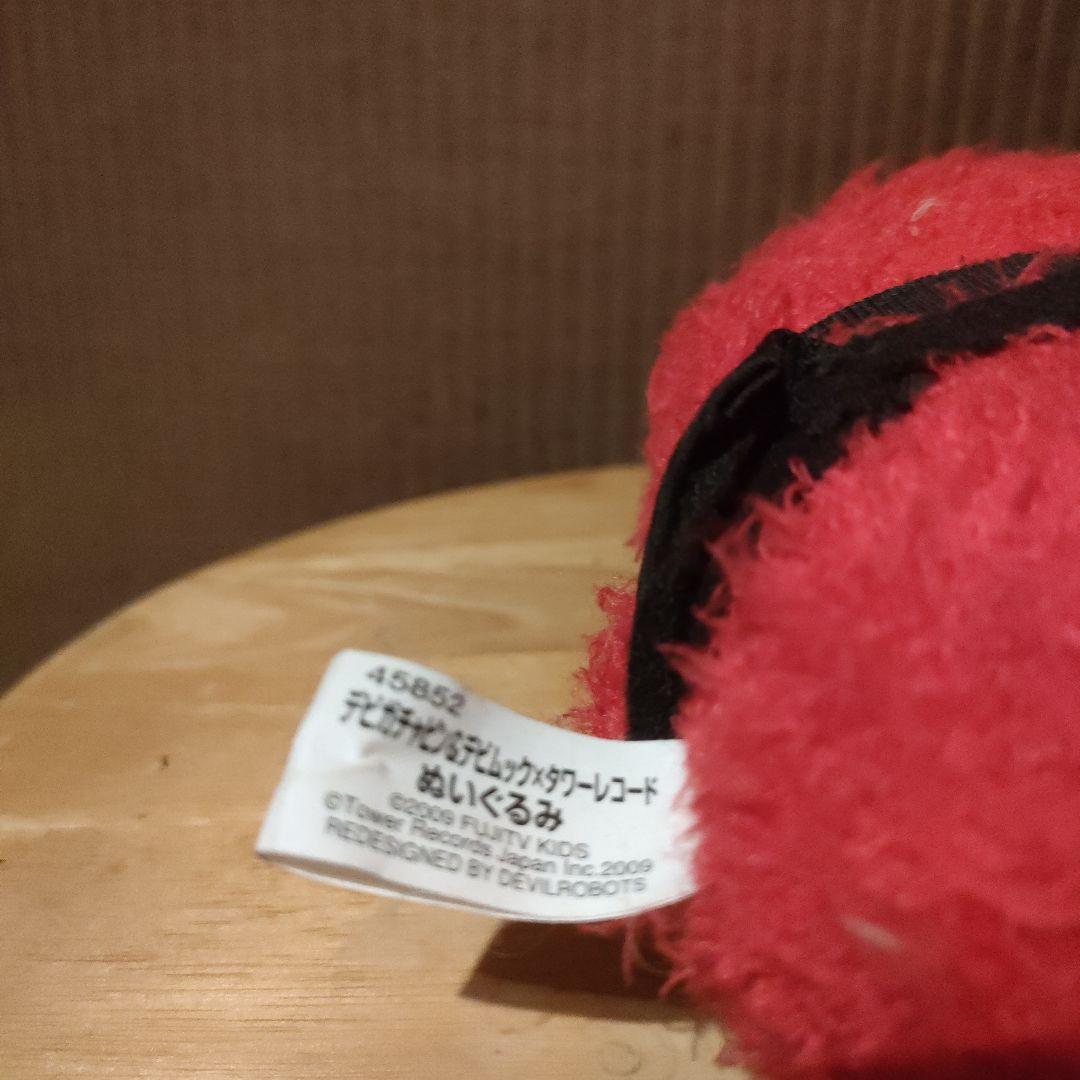 45852
デビガチャピン&デビムック×タワーレコード
ぬいぐるみ
©2009 FUJITV KIDS
©Tower Records Japan Inc.2009
REDESIGNED BY DEVILROBOTS